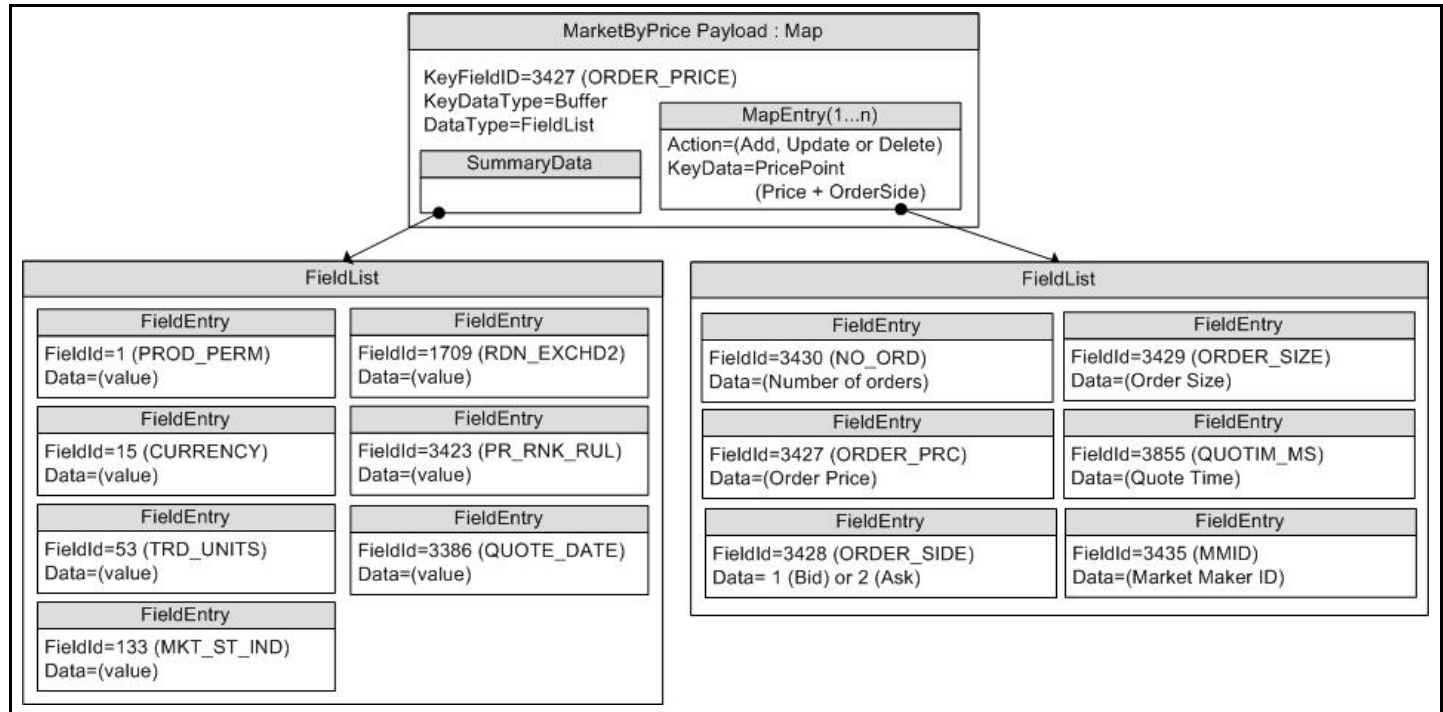 MarketByPrice Payload : Map
KeyFieldID=3427 (ORDER_PRICE)
KeyDataType=Buffer
DataType=FieldList
SummaryData
MapEntry(1...n)
Action=(Add, Update or Delete)
KeyData=PricePoint
(Price + OrderSide)
FieldList
FieldEntry
FieldId=1 (PROD_PERM)
Data=(value)
FieldEntry
FieldId=1709 (RDN_EXCHD2)
Data=(value)
FieldEntry
FieldId=15 (CURRENCY)
Data=(value)
FieldEntry
FieldId=3423 (PR_RNK_RUL)
Data=(value)
FieldEntry
FieldId=53 (TRD_UNITS)
Data=(value)
FieldEntry
FieldId=3386 (QUOTE_DATE)
Data=(value)
FieldEntry
FieldId=133 (MKT_ST_IND)
Data=(value)
FieldList
FieldEntry
FieldId=3430 (NO_ORD)
Data=(Number of orders)
FieldEntry
FieldId=3429 (ORDER_SIZE)
Data=(Order Size)
FieldEntry
FieldId=3427 (ORDER_PRC)
Data=(Order Price)
FieldEntry
FieldId=3855 (QUOTIM_MS)
Data=(Quote Time)
FieldEntry
FieldId=3428 (ORDER_SIDE)
Data= 1 (Bid) or 2 (Ask)
FieldEntry
FieldId=3435 (MMID)
Data=(Market Maker ID)